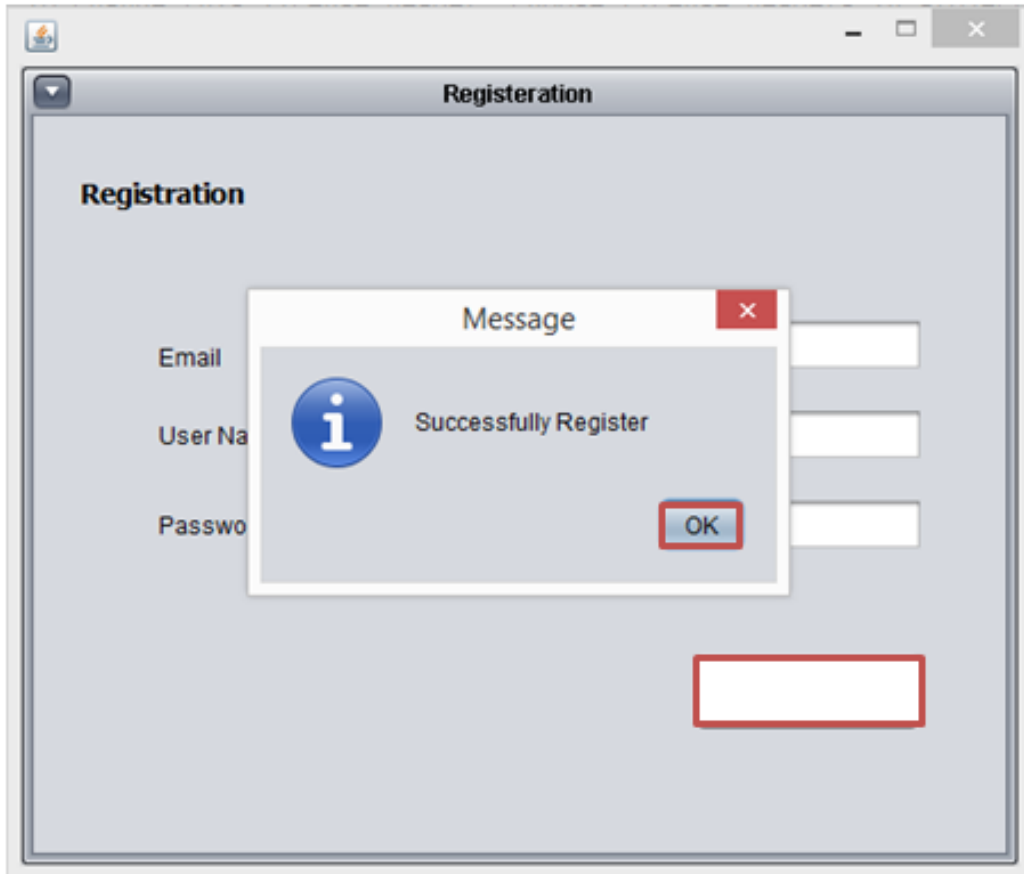 Registeration
Registration
Message
Email
Successfully Register
User Na
OK
Passwo